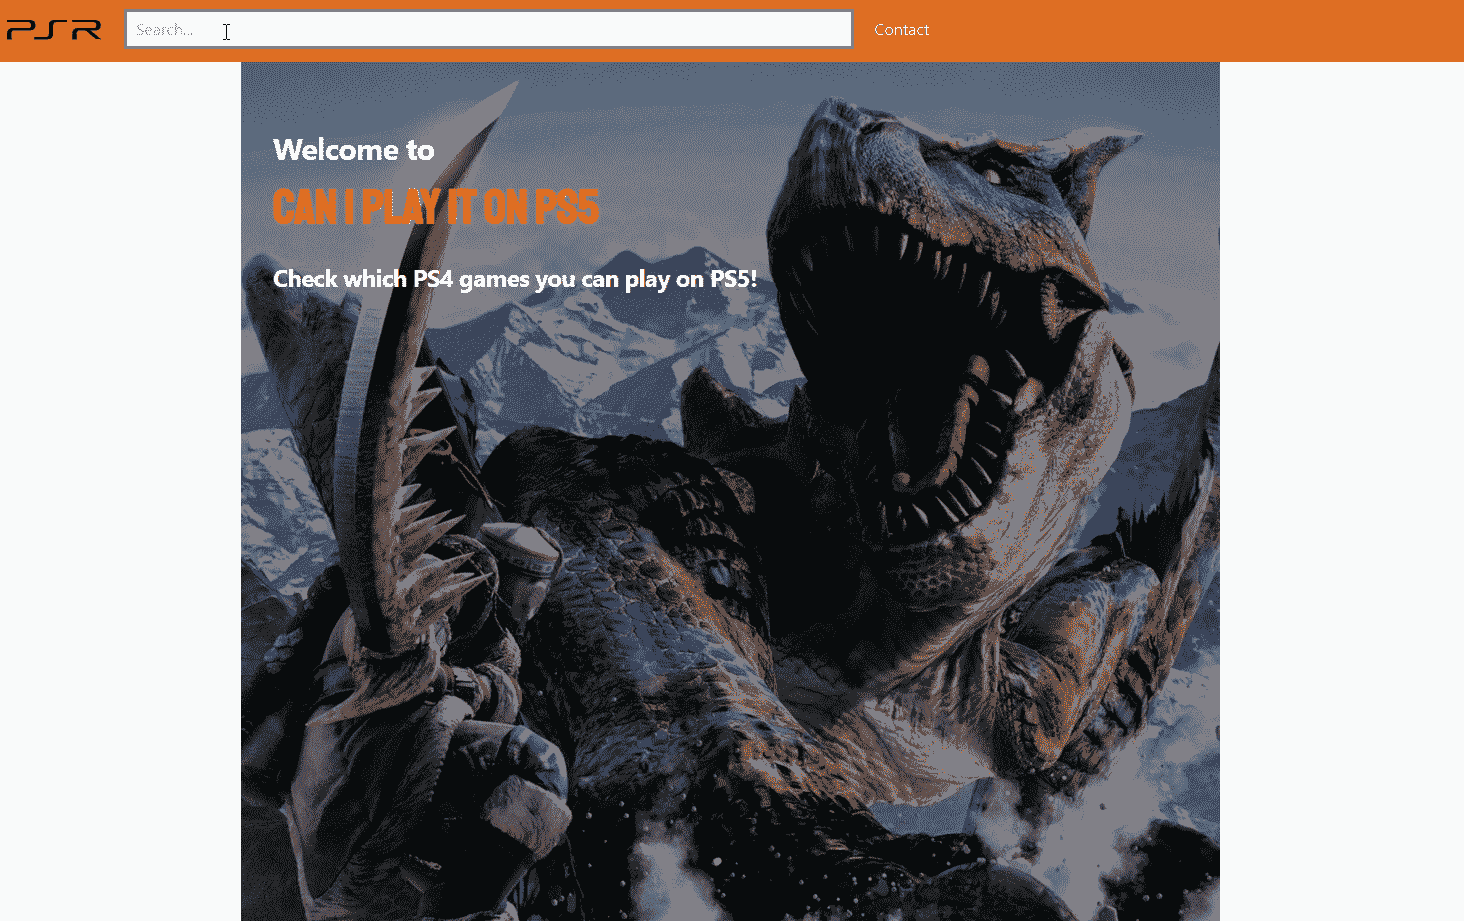 PSR
Search...
Contact
Welcome to
CAN I PLAY IT ON PS5
Check which PS4 games you can play on PS5!